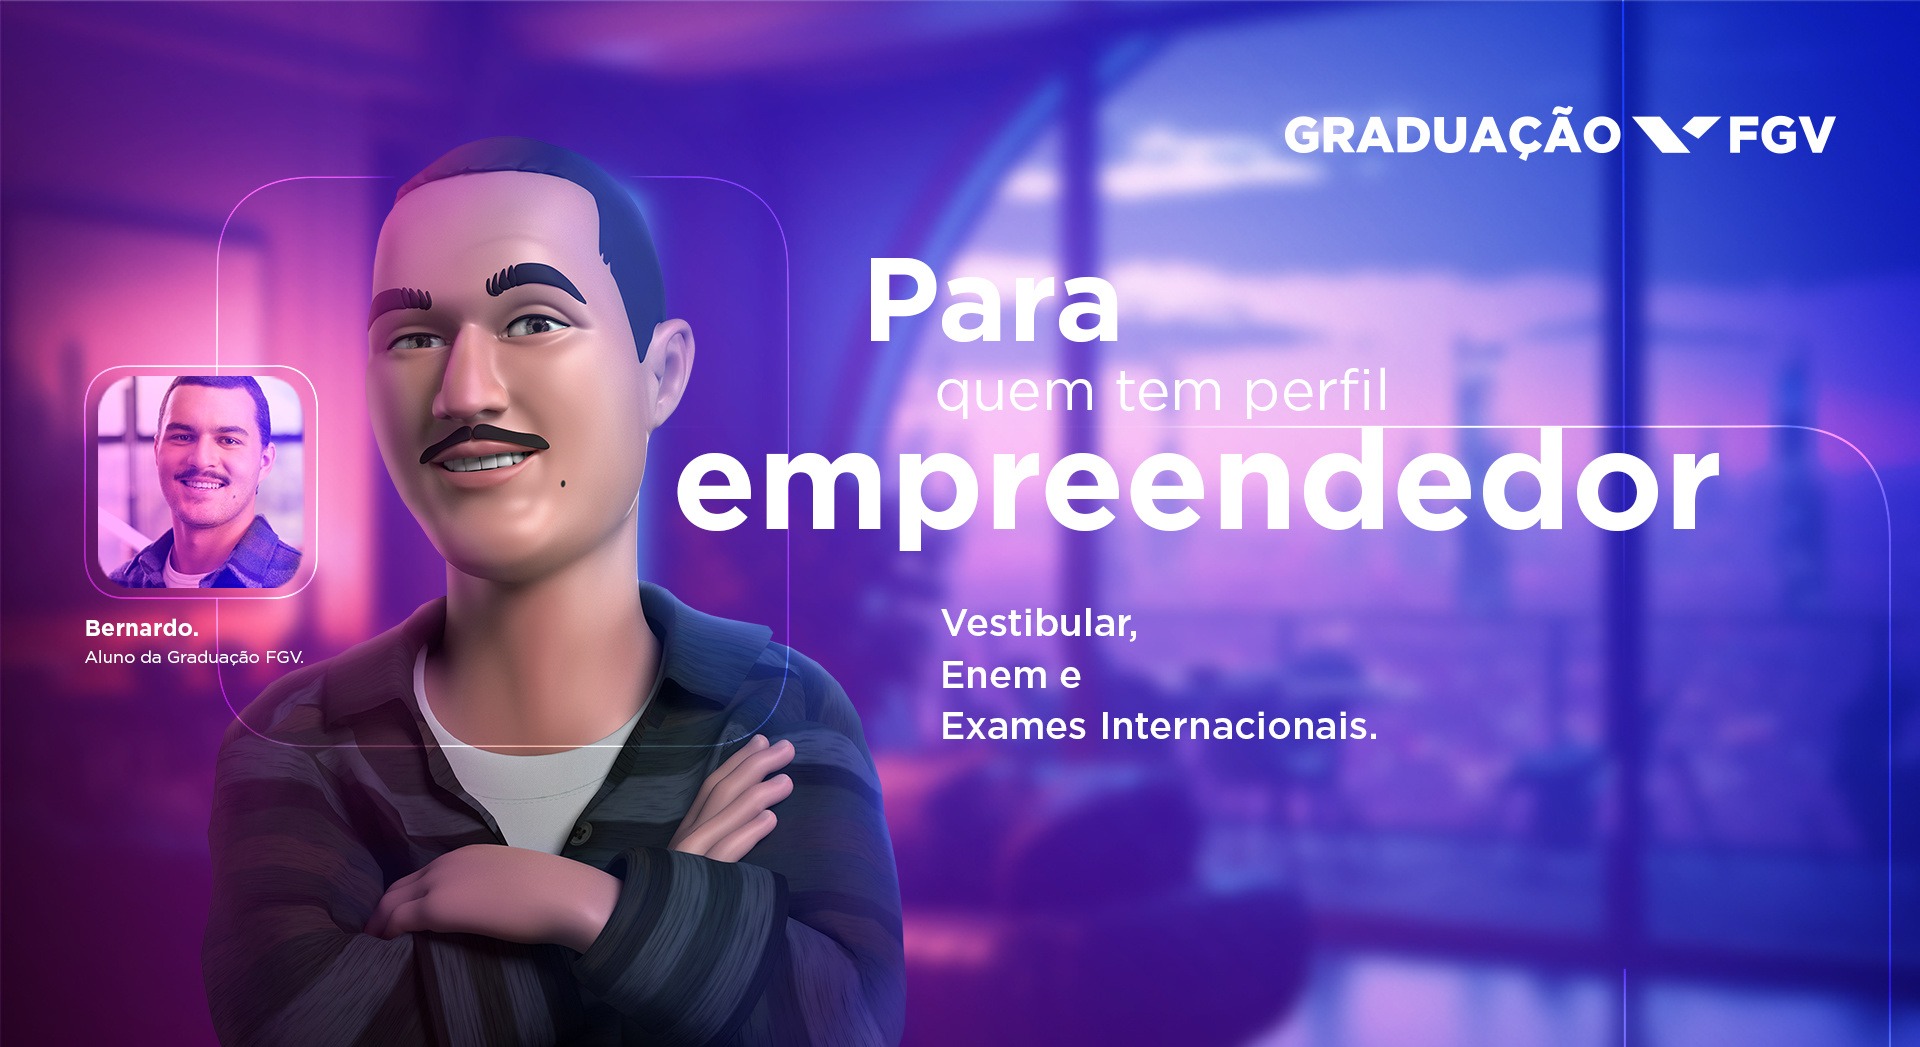 GRADUAÇÃO FGV
Para
quem tem perfil
empreendedor
Bernardo.
Aluno da Graduação FGV.
Vestibular,
Enem e
Exames Internacionais.